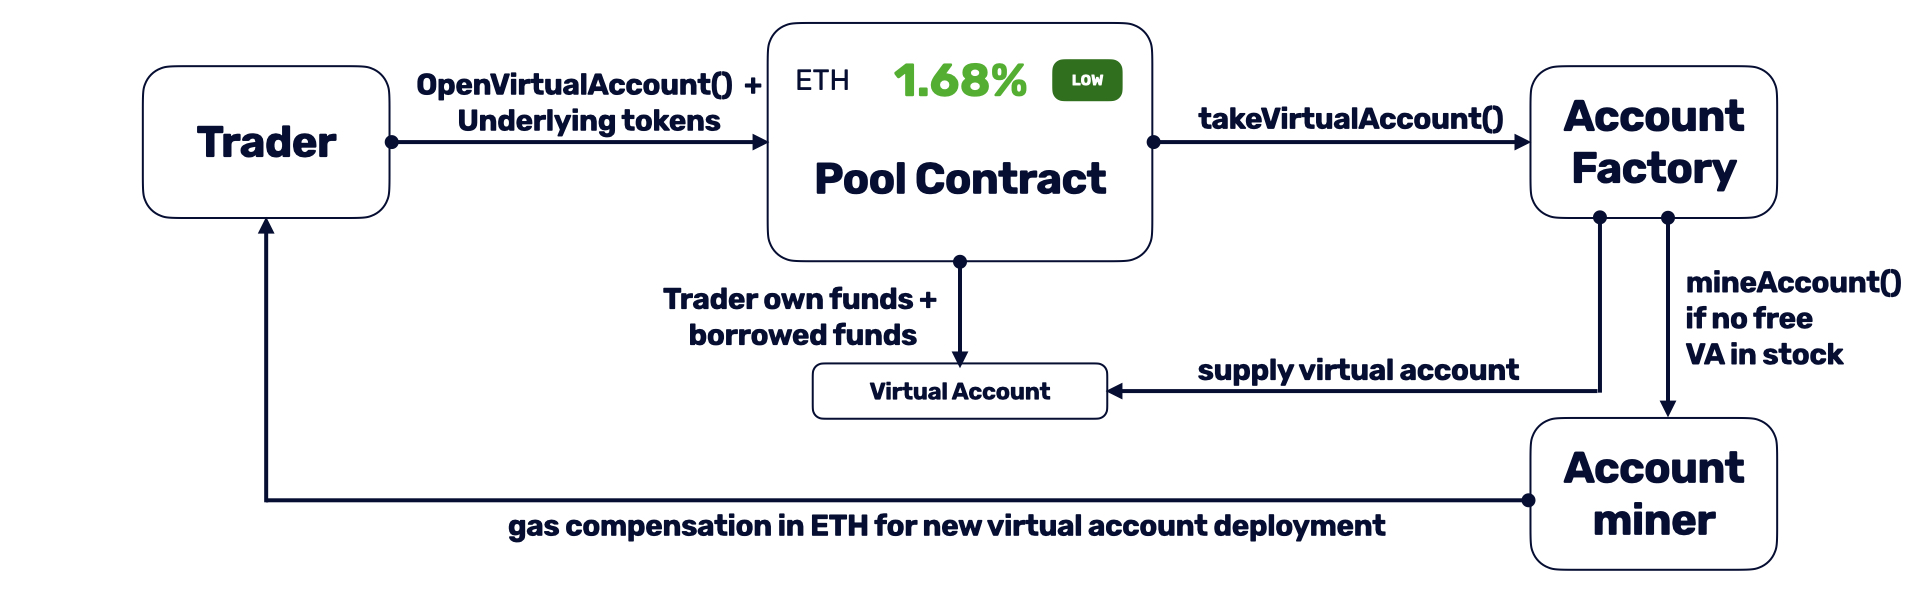 Trader
OpenVirtualAccount() +
Underlying tokens
ETH 1.68% LOW
Pool Contract
takeVirtualAccount()
Account
Factory
Trader own funds +
borrowed funds
mineAccount()
if no free
VA in stock
supply virtual account
Virtual Account
Account
miner
gas compensation in ETH for new virtual account deployment